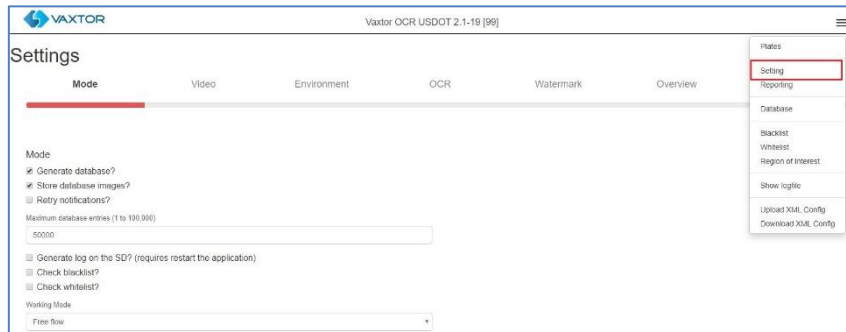 VAXTOR
Vaxtor OCR USDOT 2.1-19 [99]
Settings
Mode Video Environment OCR Watermark Overview
Mode
Generate database?
Store database images?
Retry notifications?
Maximum database entries (1 to 100,000)
50000
Generate log on the SD? (requires restart the application)
Check blacklist?
Check whitelist?
Working Mode
Free flow
Plates
Setting
Reporting
Database
Blacklist
Whitelist
Region of Interest
Show logfile
Upload XML Config
Download XML Config